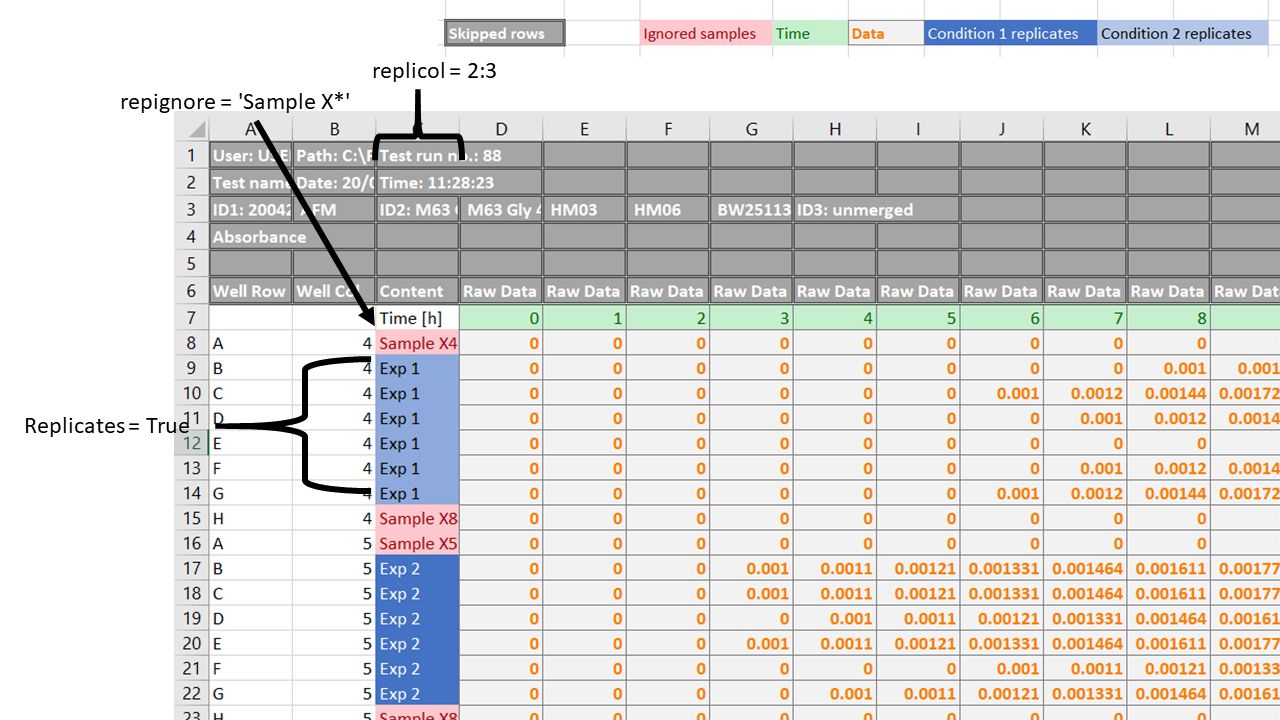 Skipped rows Ignored samples Time Data Condition 1 replicates Condition 2 replicates
replicol = 2:3
repignore = 'Sample X*'
A B D E F G H I J K L M
1 User: USE Path: C:\ Test run n .: 88
2 Test nam Date: 20/ Time: 11:28:23
3 ID1: 20042 FM ID2: M63 M63 Gly 4 HM03 HM06 BW25113 ID3: unmerged
4 Absorbance
5
6 Well Row Well Content Raw Data Raw Data Raw Data Raw Data Raw Data Raw Data Raw Data Raw Data Raw Data Raw Dat
7 Time [h] 0 1 2 3 4 5 6 7 8
8 A 4 Sample X4 0 0 0 0 0 0 0 0 0
9 B 4 Exp 1 0 0 0 0 0 0 0 0 0.001 0.001
10 C 4 Exp 1 0 0 0 0 0 0 0.001 0.0012 0.00144 0.00172
Replicates = True
11 D 4 Exp 1 0 0 0 0 0 0 0 0.001 0.0012 0.0014
12 E 4 Exp 1 0 0 0 0 0 0 0 0 0
13 F 4 Exp 1 0 0 0 0 0 0 0 0.001 0.0012 0.0014
14 G 4 Exp 1 0 0 0 0 0 0 0.001 0.0012 0.00144 0.00172
15 H 4 Sample X8 0 0 0 0 0 0 0 0 0
16 A 5 Sample X5 0 0 0 0 0 0 0 0 0
17 B 5 Exp 2 0 0 0 0.001 0.0011 0.00121 0.001331 0.001464 0.001611 0.00177
18 C 5 Exp 2 0 0 0 0.001 0.0011 0.00121 0.001331 0.001464 0.001611 0.00177
19 D 5 Exp 2 0 0 0 0 0.001 0.0011 0.00121 0.001331 0.001464 0.00161
20 E 5 Exp 2 0 0 0 0.001 0.0011 0.00121 0.001331 0.001464 0.001611 0.00177
21 F 5 Exp 2 0 0 0 0 0 0 0.001 0.0011 0.00121 0.00133
22 G 5 Exp 2 0 0 0 0 0.001 0.0011 0.00121 0.001331 0.001464 0.00161
23 H 5 Sample X8 0 0 0 0 0 0 0 0 0